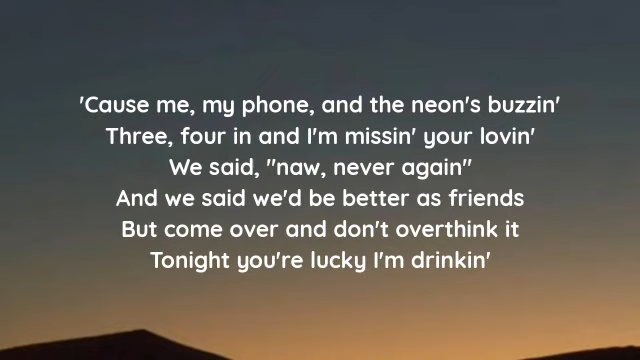 'Cause me, my phone, and the neon's buzzin'
Three, four in and I'm missin' your lovin'
We said, "naw, never again"
And we said we'd be better as friends
But come over and don't overthink it
Tonight you're lucky I'm drinkin'